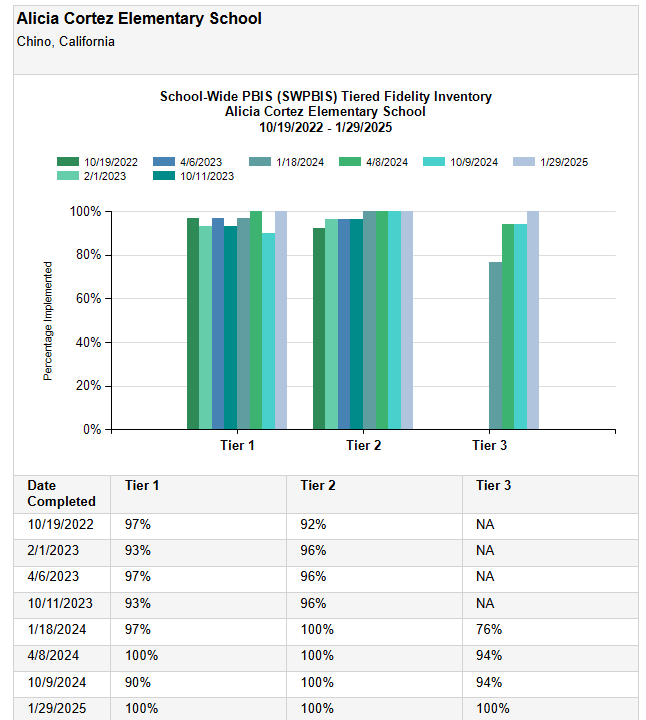 Alicia Cortez Elementary School
Chino, California
School-Wide PBIS (SWPBIS) Tiered Fidelity Inventory
Alicia Cortez Elementary School
10/19/2022 - 1/29/2025
10/19/2022 4/6/2023 1/18/2024 4/8/2024 10/9/2024 1/29/2025
2/1/2023 10/11/2023
Percentage Implemented
100%
80%
60%
40%
20%
0%
Tier 1 Tier 2 Tier 3
Date Completed Tier 1 Tier 2 Tier 3
10/19/2022 97% 92% NA
2/1/2023 93% 96% NA
4/6/2023 97% 96% NA
10/11/2023 93% 96% NA
1/18/2024 97% 100% 76%
4/8/2024 100% 100% 94%
10/9/2024 90% 100% 94%
1/29/2025 100% 100% 100%